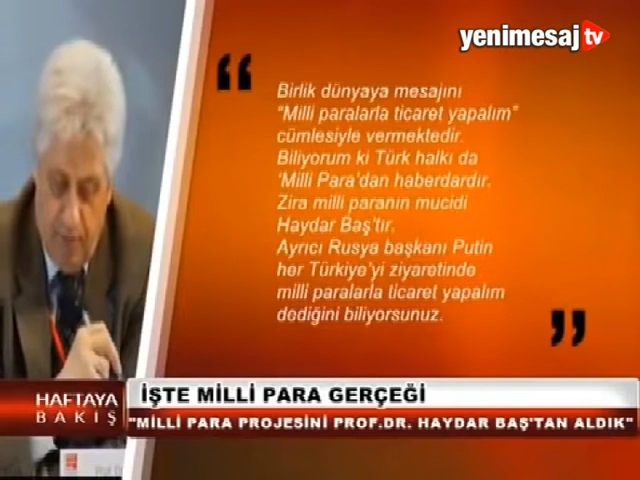 yenimesaj tv
“
Birlik dünyaya mesajını
“Milli paralarla ticaret yapalım”
cümlesiyle vermektedir.
Biliyorum ki Türk halkı da
‘Milli Para’dan haberdardır.
Zira milli paranın mucidi
Haydar Baş’tır.
Ayrıcı Rusya başkanı Putin
her Türkiye’yi ziyaretinde
milli paralarla ticaret yapalım
dediğini biliyorsunuz.
”
HAFTAYA
BAKIŞ
İŞTE MİLLİ PARA GERÇEĞİ
"MİLLİ PARA PROJESİNİ PROF.DR. HAYDAR BAŞ'TAN ALDIK"